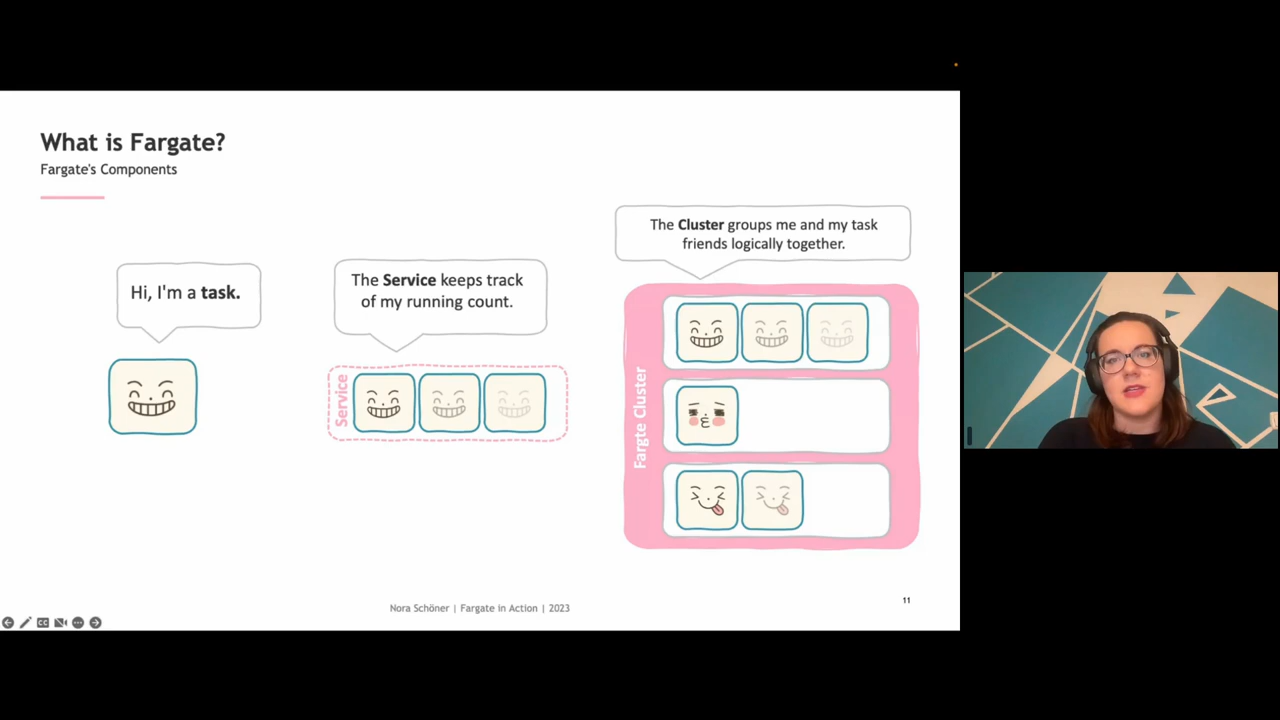 What is Fargate?
Fargate's Components
Hi, I'm a task.
The Service keeps track
of my running count.
Service
The Cluster groups me and my task
friends logically together.
Fargte Cluster
Nora Schöner | Fargate in Action | 2023
11
CC